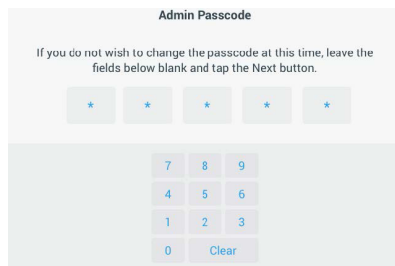 Admin Passcode
If you do not wish to change the passcode at this time, leave the
fields below blank and tap the Next button.
* * * * *
7 8 9
4 5 6
1 2 3
0 Clear